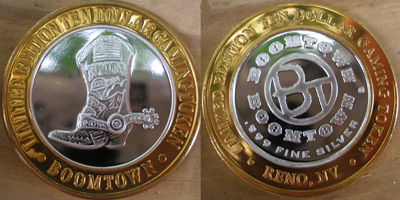 LIMITED EDITION TEN DOLLAR GAMING TOKEN
• BOOMTOWN •
LIMITED EDITION TEN DOLLAR GAMING TOKEN
BOOMTOWN
BT
BOOMTOWN
.999 FINE SILVER
RENO, NV